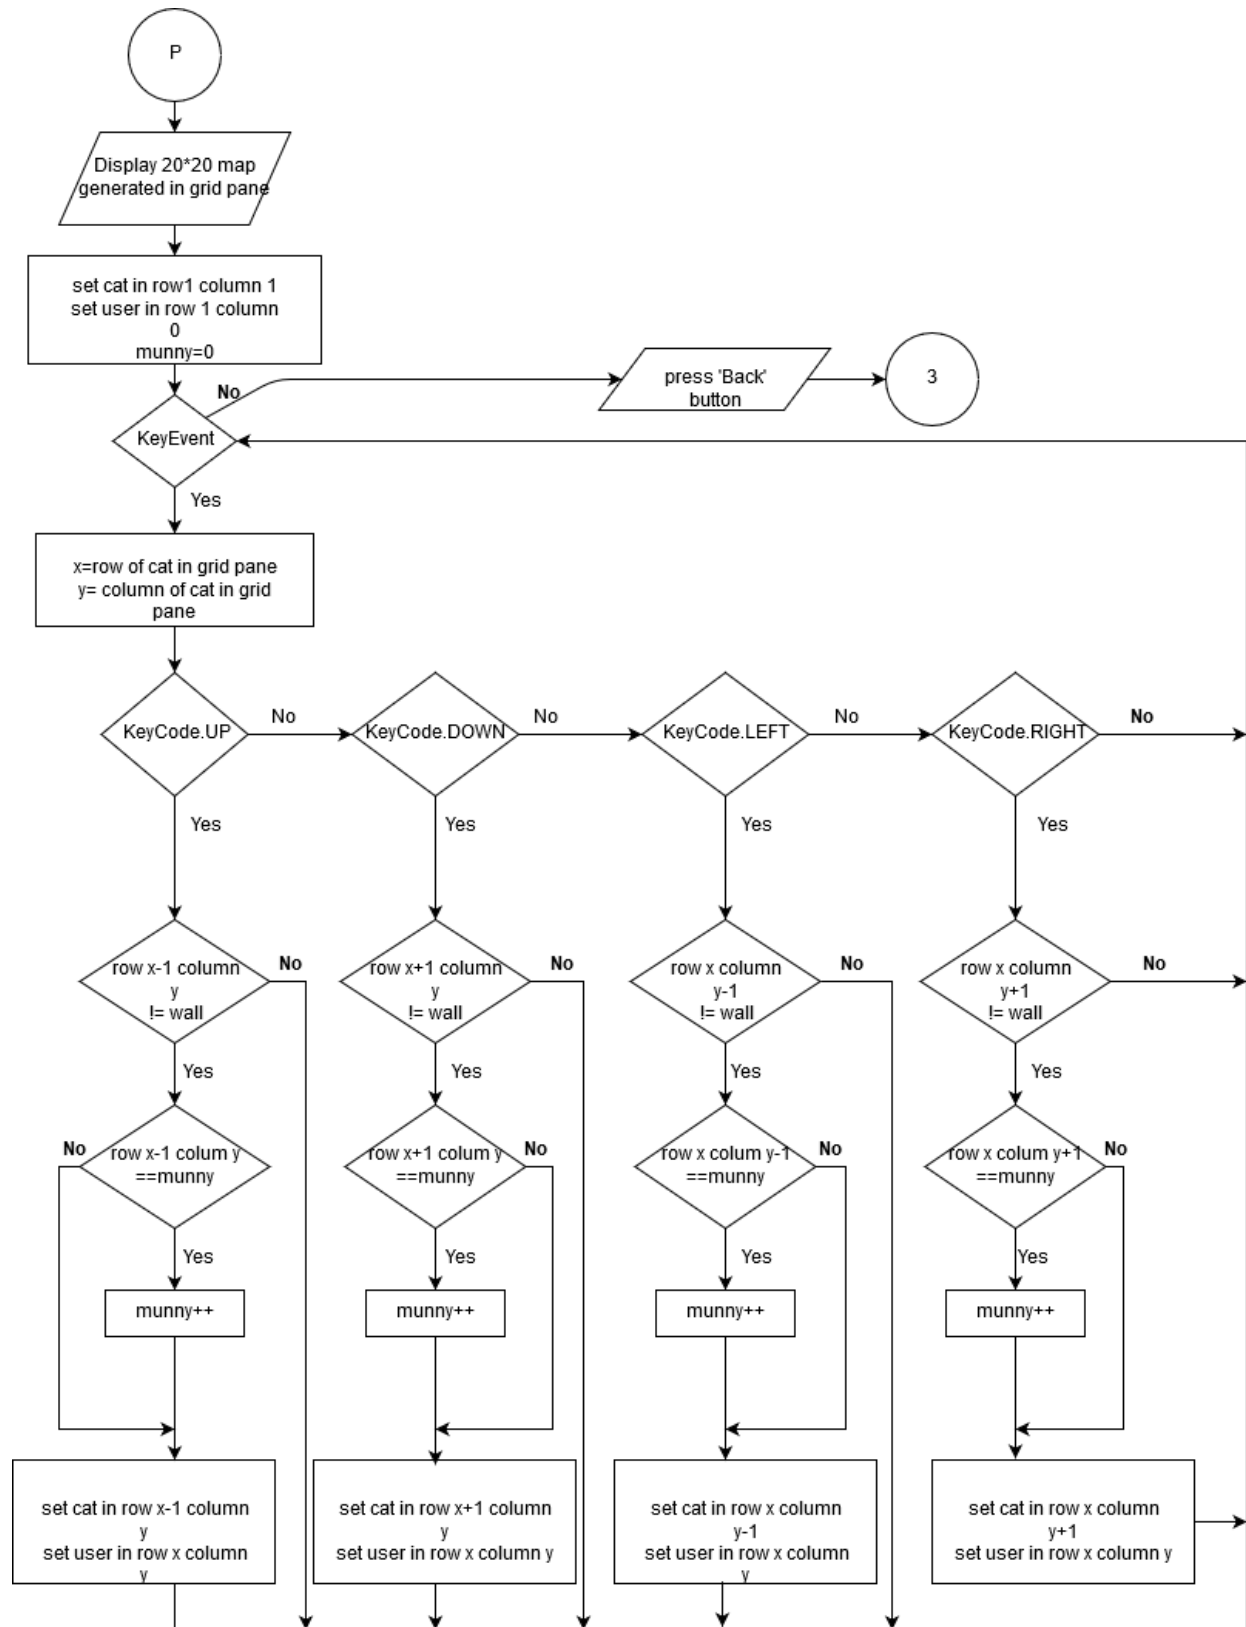 P
Display 20*20 map
generated in grid pane
set cat in row1 column 1
set user in row 1 column
0
munny=0
No
press 'Back'
button
3
KeyEvent
Yes
x=row of cat in grid pane
y= column of cat in grid
pane
KeyCode.UP
No
KeyCode.DOWN
No
KeyCode.LEFT
No
KeyCode.RIGHT
No
Yes
Yes
Yes
Yes
row x-1 column
y
!= wall
No
row x+1 column
y
!= wall
No
row x column
y-1
!= wall
No
row x column
y+1
!= wall
No
Yes
Yes
Yes
Yes
No
row x-1 colum y
==munny
row x+1 colum y
==munny
No
row x colum y-1
==munny
No
row x colum y+1
==munny
No
Yes
Yes
Yes
Yes
munny++
munny++
munny++
munny++
set cat in row x-1 column
y
set user in row x column
y
set cat in row x+1 column
y
set user in row x column y
set cat in row x column
y-1
set user in row x column
y
set cat in row x column
y+1
set user in row x column y